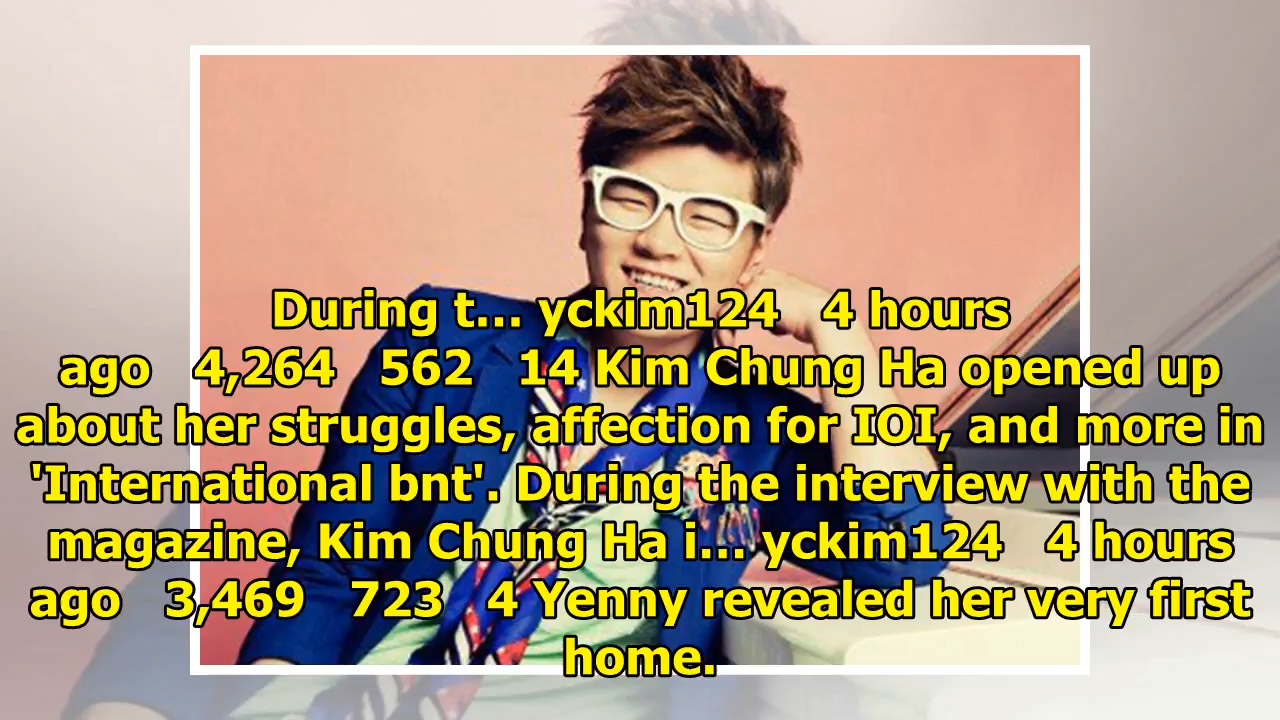 During t... yckim124 4 hours
ago 4,264 562 14 Kim Chung Ha opened up
about her struggles, affection for IOI, and more in
'International bnt'. During the interview with the
magazine, Kim Chung Ha i... yckim124 4 hours
ago 3,469 723 4 Yenny revealed her very first
home.